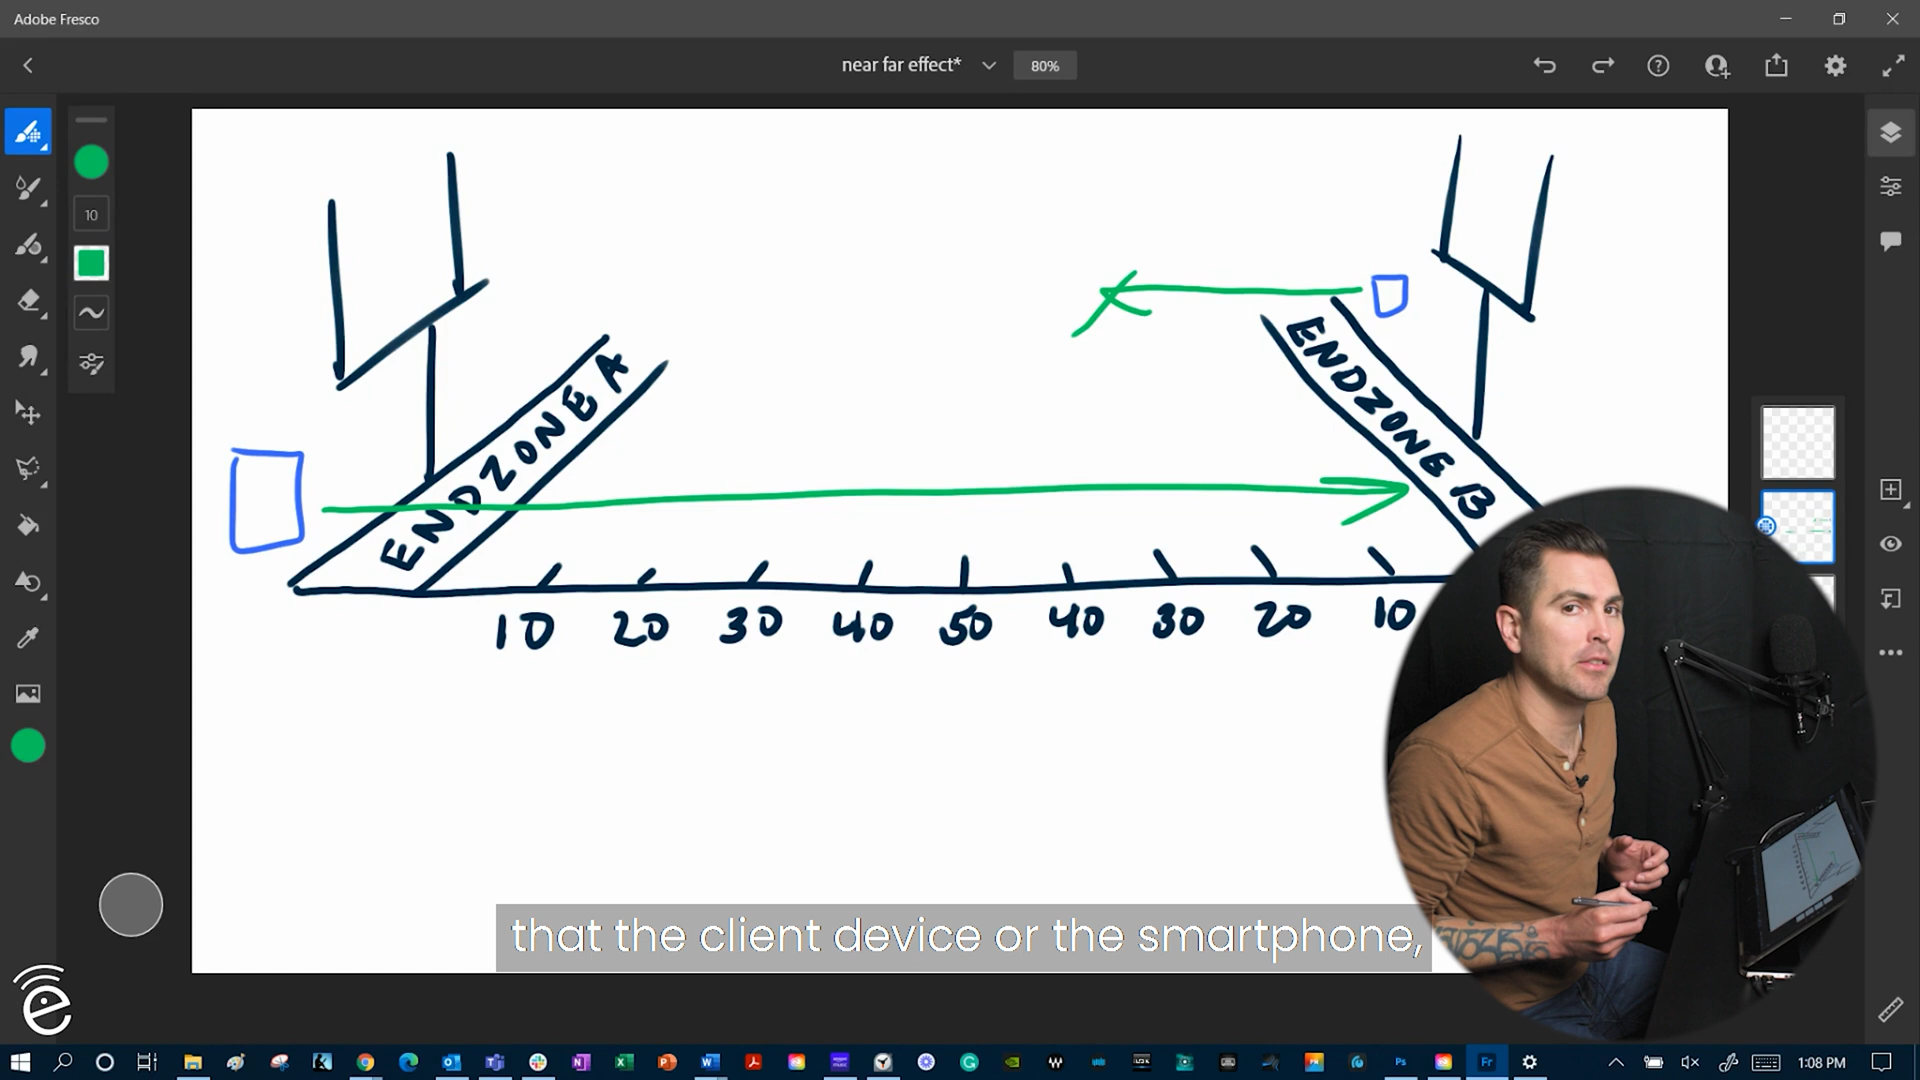 Adobe Fresco
near far effect*
80%
10
ENDZONE A
ENDZONE B
10 20 30 40 50 40 30 20 10
that the client device or the smartphone,
1:08 PM